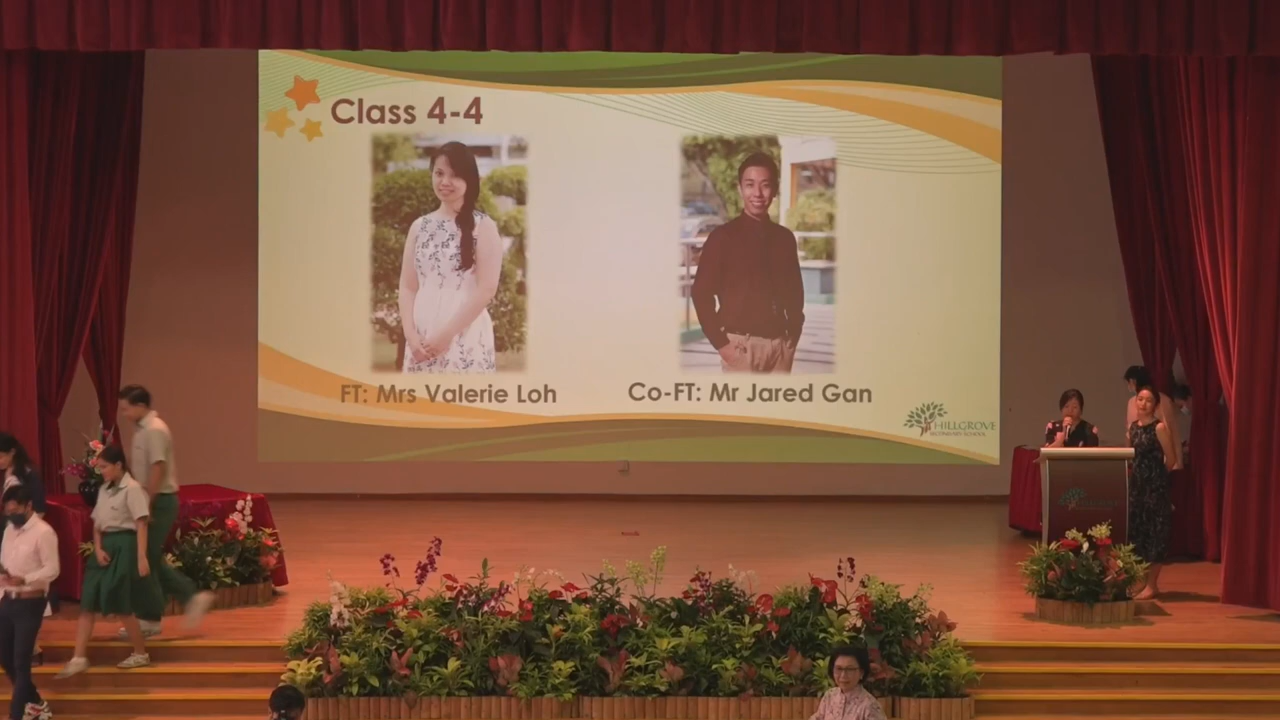 Class 4-4
FT: Mrs Valerie Loh
Co-FT: Mr Jared Gan
HILLGROVE
SECONDARY SCHOOL